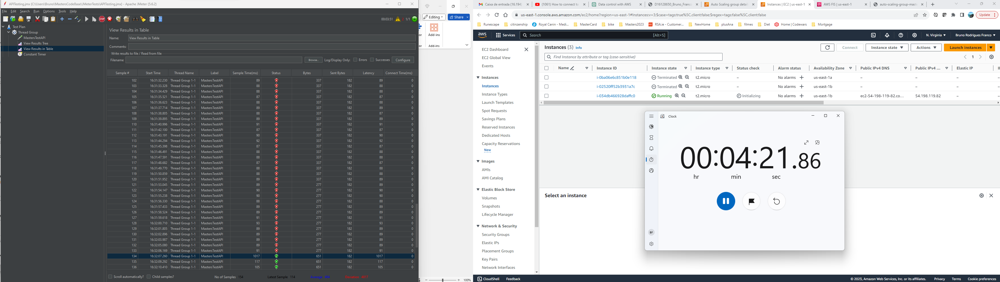 APITesting.jmx (C:\Users\Bruno\MastersCodeBase\JMeterTests\APITesting.jmx) - Apache JMeter (5.6.2)
File Edit Search Run Options Tools Help
00:03:51 1/1
Test Plan
Thread Group
MastersTestAPI
View Results Tree
View Results in Table
Constant Timer
View Results in Table
Name: View Results in Table
Comments:
Write results to file / Read from file
Filename Browse... Log/Display Only: Errors Successes Configure
Sample # Start Time Thread Name Label Sample Time(ms) Status Bytes Sent Bytes Latency Connect Time(ms)
102 16:31:32.230 Thread Group 1-1 MastersTestAPI 89 337 182 89 0
103 16:31:33.328 Thread Group 1-1 MastersTestAPI 88 337 182 88 0
104 16:31:34.429 Thread Group 1-1 MastersTestAPI 88 337 182 88 0
105 16:31:35.521 Thread Group 1-1 MastersTestAPI 87 337 182 87 0
106 16:31:36.623 Thread Group 1-1 MastersTestAPI 88 337 182 88 0
107 16:31:37.714 Thread Group 1-1 MastersTestAPI 89 337 182 89 0
108 16:31:38.805 Thread Group 1-1 MastersTestAPI 88 337 182 87 0
109 16:31:39.895 Thread Group 1-1 MastersTestAPI 89 337 182 89 0
110 16:31:40.996 Thread Group 1-1 MastersTestAPI 91 337 182 91 0
111 16:31:42.100 Thread Group 1-1 MastersTestAPI 87 337 182 87 0
112 16:31:43.191 Thread Group 1-1 MastersTestAPI 90 337 182 90 0
113 16:31:44.294 Thread Group 1-1 MastersTestAPI 92 337 182 92 0
114 16:31:45.398 Thread Group 1-1 MastersTestAPI 87 337 182 87 0
115 16:31:46.491 Thread Group 1-1 MastersTestAPI 88 337 182 88 0
116 16:31:47.591 Thread Group 1-1 MastersTestAPI 88 337 182 88 0
117 16:31:48.682 Thread Group 1-1 MastersTestAPI 87 337 182 87 0
118 16:31:49.770 Thread Group 1-1 MastersTestAPI 88 337 182 88 0
119 16:31:50.859 Thread Group 1-1 MastersTestAPI 88 337 182 88 0
120 16:31:51.952 Thread Group 1-1 MastersTestAPI 89 337 182 89 0
121 16:31:53.045 Thread Group 1-1 MastersTestAPI 89 277 182 89 0
122 16:31:54.147 Thread Group 1-1 MastersTestAPI 90 277 182 90 0
123 16:31:55.238 Thread Group 1-1 MastersTestAPI 90 277 182 90 0
124 16:31:56.330 Thread Group 1-1 MastersTestAPI 88 277 182 88 0
125 16:31:57.433 Thread Group 1-1 MastersTestAPI 89 277 182 89 0
126 16:31:58.524 Thread Group 1-1 MastersTestAPI 89 277 182 89 0
127 16:31:59.618 Thread Group 1-1 MastersTestAPI 91 277 182 91 0
128 16:32:00.710 Thread Group 1-1 MastersTestAPI 93 277 182 93 0
129 16:32:01.805 Thread Group 1-1 MastersTestAPI 89 277 182 89 0
130 16:32:02.896 Thread Group 1-1 MastersTestAPI 89 277 182 89 0
131 16:32:03.987 Thread Group 1-1 MastersTestAPI 89 277 182 89 0
132 16:32:05.080 Thread Group 1-1 MastersTestAPI 89 277 182 89 0
133 16:32:06.169 Thread Group 1-1 MastersTestAPI 91 277 182 91 0
134 16:32:07.260 Thread Group 1-1 MastersTestAPI 1017 651 182 1017 0
135 16:32:09.292 Thread Group 1-1 MastersTestAPI 117 651 182 117 0
136 16:32:10.410 Thread Group 1-1 MastersTestAPI 105 651 182 105 0
Scroll automatically? Child samples? No of Samples 154 Latest Sample 114 Average 494 Deviation 4817
Editing Share
or Add-ins
or Add-ins
100%
Caixa de entrada (16.194) (1061) How to connect to Data control with AWS D16128650_Bruno_Franc Auto Scaling group detail Instances | EC2 | us-east-1 AWS FIS | us-east-1 auto-scaling-group-mast
us-east-1.console.aws.amazon.com/ec2/home?region=us-east-1#Instances:v=3;$case=tags:true%5C,client:false;$regex=tags:false%5C,client:false Update
Runescape citinzenship Royal Canin - Medi... MasterCard bike Masters2023 RSA.ie - Customer... NewHome plusAna filmes Diet Home | Codewars Mortgage
aws Services Search [Alt+S] N. Virginia Bruno Rodrigues Franco
EC2 Dashboard
EC2 Global View
Events
Instances
Instances
Instance Types
Launch Templates
Spot Requests
Savings Plans
Reserved Instances
Dedicated Hosts
Capacity Reservations
New
Images
AMIs
AMI Catalog
Elastic Block Store
Volumes
Snapshots
Lifecycle Manager
Network & Security
Security Groups
Elastic IPs
Placement Groups
Key Pairs
Network Interfaces
Instances (3) Info Connect Instance state Actions Launch instances
Find Instance by attribute or tag (case-sensitive) 1
Name Instance ID Instance state Instance type Status check Alarm status Availability Zone Public IPv4 DNS Public IPv4 ... Elastic IP
i-0ba06e6c851b0e118 Terminated t2.micro – No alarms + us-east-1a – – –
i-02520ff52b3931a7c Terminated t2.micro – No alarms + us-east-1b – – –
i-034db466928daffc0 Running t2.micro Initializing No alarms + us-east-1b ec2-54-198-119-82.co... 54.198.119.82 –
Select an instance
Clock
00:04:21.86
hr min sec
BF
CloudShell Feedback © 2023, Amazon Web Services, Inc. or its affiliates. Privacy Terms Cookie preferences